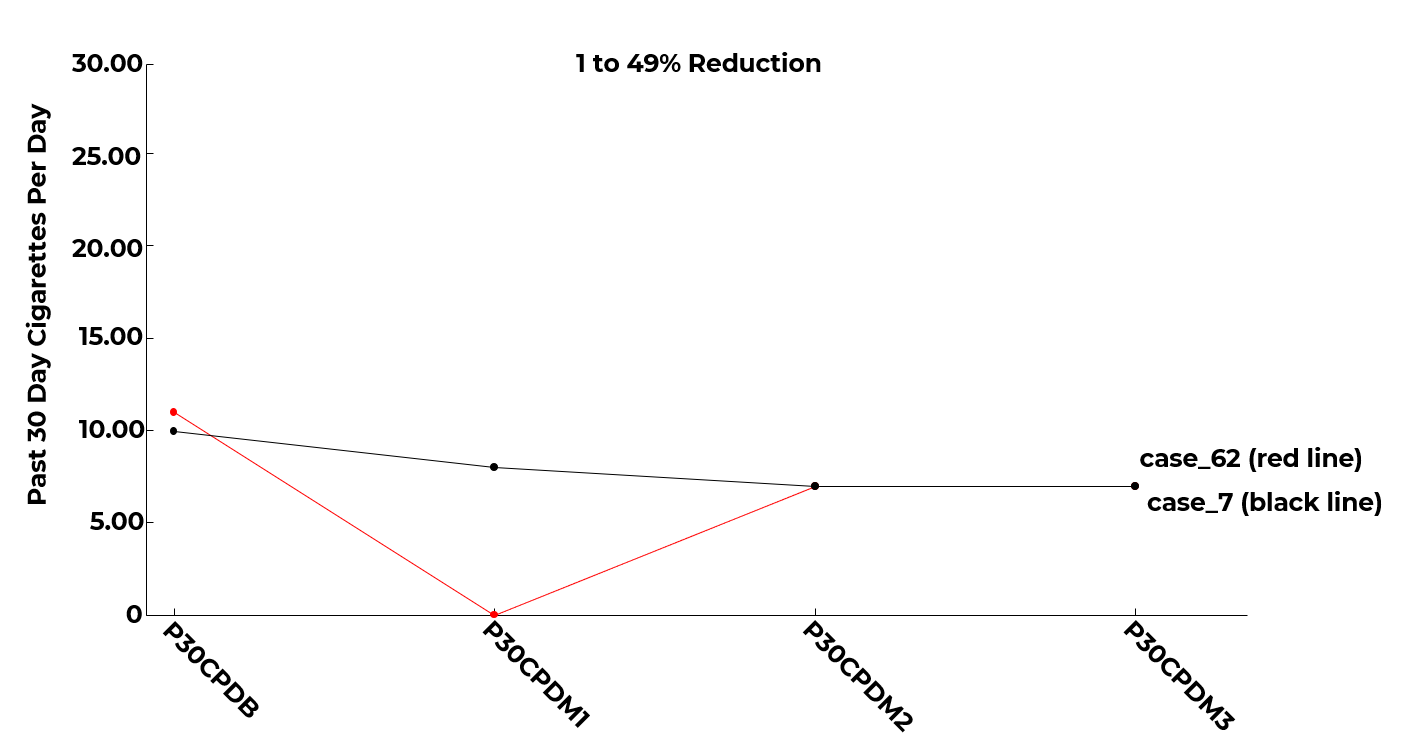 1 to 49% Reduction
Past 30 Day Cigarettes Per Day
30.00
25.00
20.00
15.00
10.00
5.00
0
case_62 (red line)
case_7 (black line)
P30CPDB
P30CPDM1
P30CPDM2
P30CPDM3